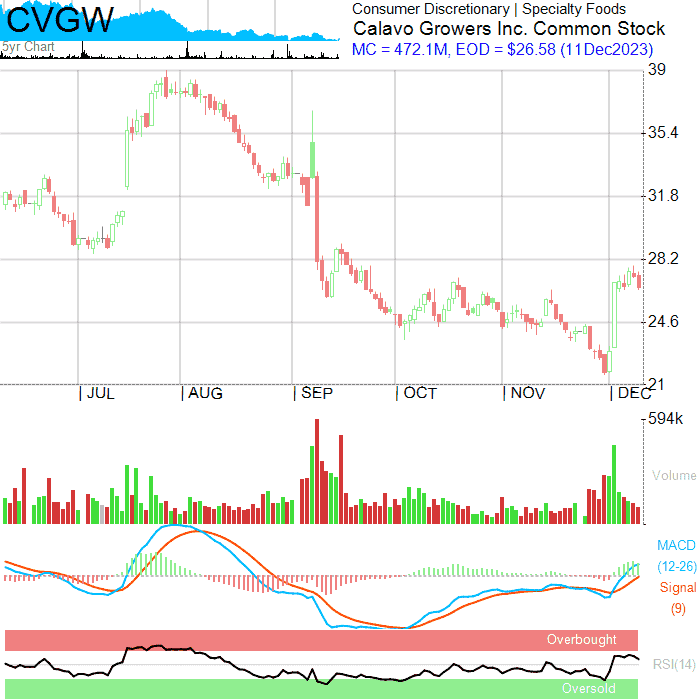 CVGW
5yr Chart
Consumer Discretionary | Specialty Foods
Calavo Growers Inc. Common Stock
MC = 472.1M, EOD = $26.58 (11Dec2023)
39
35.4
31.8
28.2
24.6
21
| JUL | AUG | SEP | OCT | NOV | DEC
594k
Volume
MACD
(12-26)
Signal
(9)
Overbought
RSI(14)
Oversold